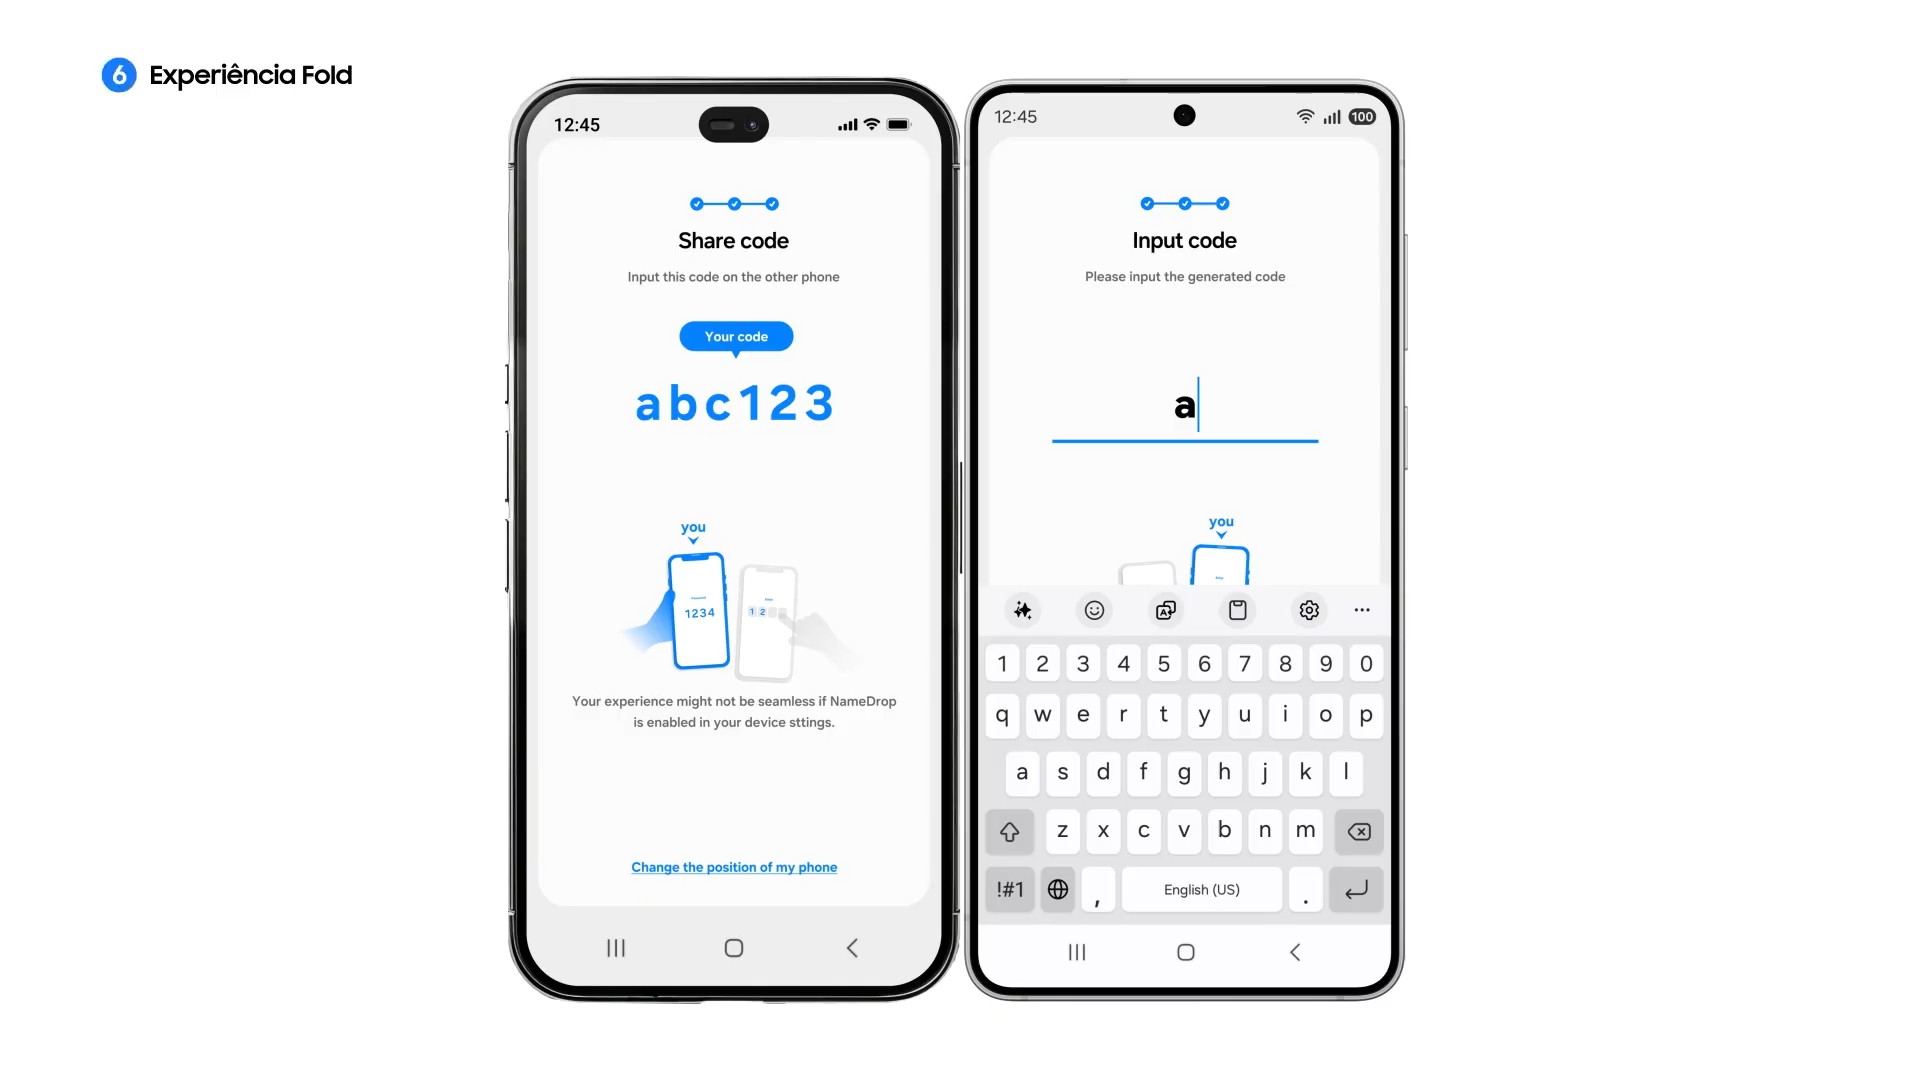 6 Experiência Fold
12:45
Share code
Input this code on the other phone
Your code
abc123
you
1234
1 2
Your experience might not be seamless if NameDrop
is enabled in your device sttings.
Change the position of my phone
12:45
100
Input code
Please input the generated code
a
you
1 2 3 4 5 6 7 8 9 0
q w e r t y u i o p
a s d f g h j k l
z x c v b n m
!#1 , English (US) .